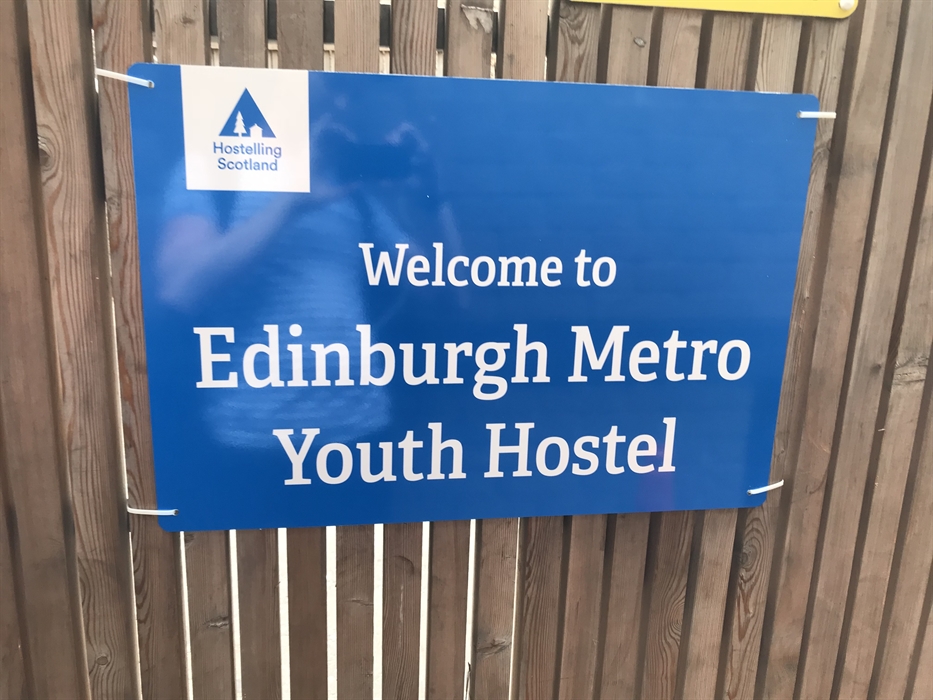 Hostelling
Scotland
Welcome to
Edinburgh Metro
Youth Hostel